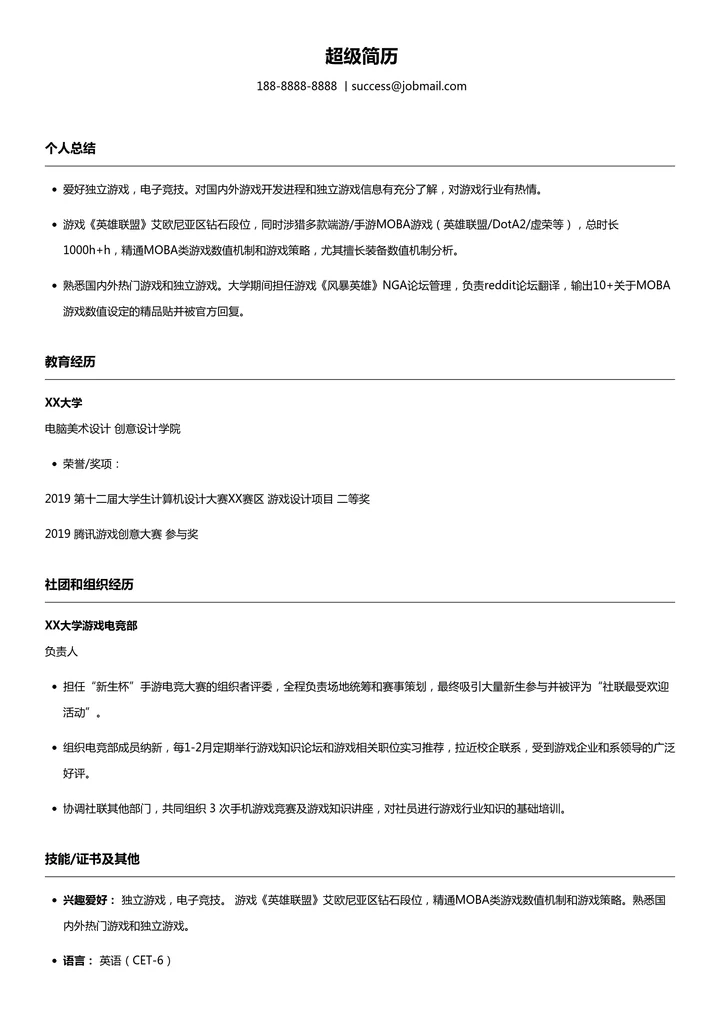 超级简历
188-8888-8888 | success@jobmail.com
个人总结
• 爱好独立游戏，电子竞技。对国内外游戏开发进程和独立游戏信息有充分了解，对游戏行业有热情。
• 游戏《英雄联盟》艾欧尼亚区钻石段位，同时涉猎多款端游/手游MOBA游戏（英雄联盟/DotA2/虚荣等），总时长
1000h+h，精通MOBA类游戏数值机制和游戏策略，尤其擅长装备数值机制分析。
• 熟悉国内外热门游戏和独立游戏。大学期间担任游戏《风暴英雄》NGA论坛管理，负责reddit论坛翻译，输出10+关于MOBA
游戏数值设定的精品贴并被官方回复。
教育经历
XX大学
电脑美术设计 创意设计学院
• 荣誉/奖项：
2019 第十二届大学生计算机设计大赛XX赛区 游戏设计项目 二等奖
2019 腾讯游戏创意大赛 参与奖
社团和组织经历
XX大学游戏电竞部
负责人
• 担任“新生杯”手游电竞大赛的组织者评委，全程负责场地统筹和赛事策划，最终吸引大量新生参与并被评为“社联最受欢迎
活动”。
• 组织电竞部成员纳新，每1-2月定期举行游戏知识论坛和游戏相关职位实习推荐，拉近校企联系，受到游戏企业和系领导的广泛
好评。
• 协调社联其他部门，共同组织 3 次手机游戏竞赛及游戏知识讲座，对社员进行游戏行业知识的基础培训。
技能/证书及其他
• 兴趣爱好： 独立游戏，电子竞技。 游戏《英雄联盟》艾欧尼亚区钻石段位，精通MOBA类游戏数值机制和游戏策略。熟悉国
内外热门游戏和独立游戏。
• 语言： 英语（CET-6）